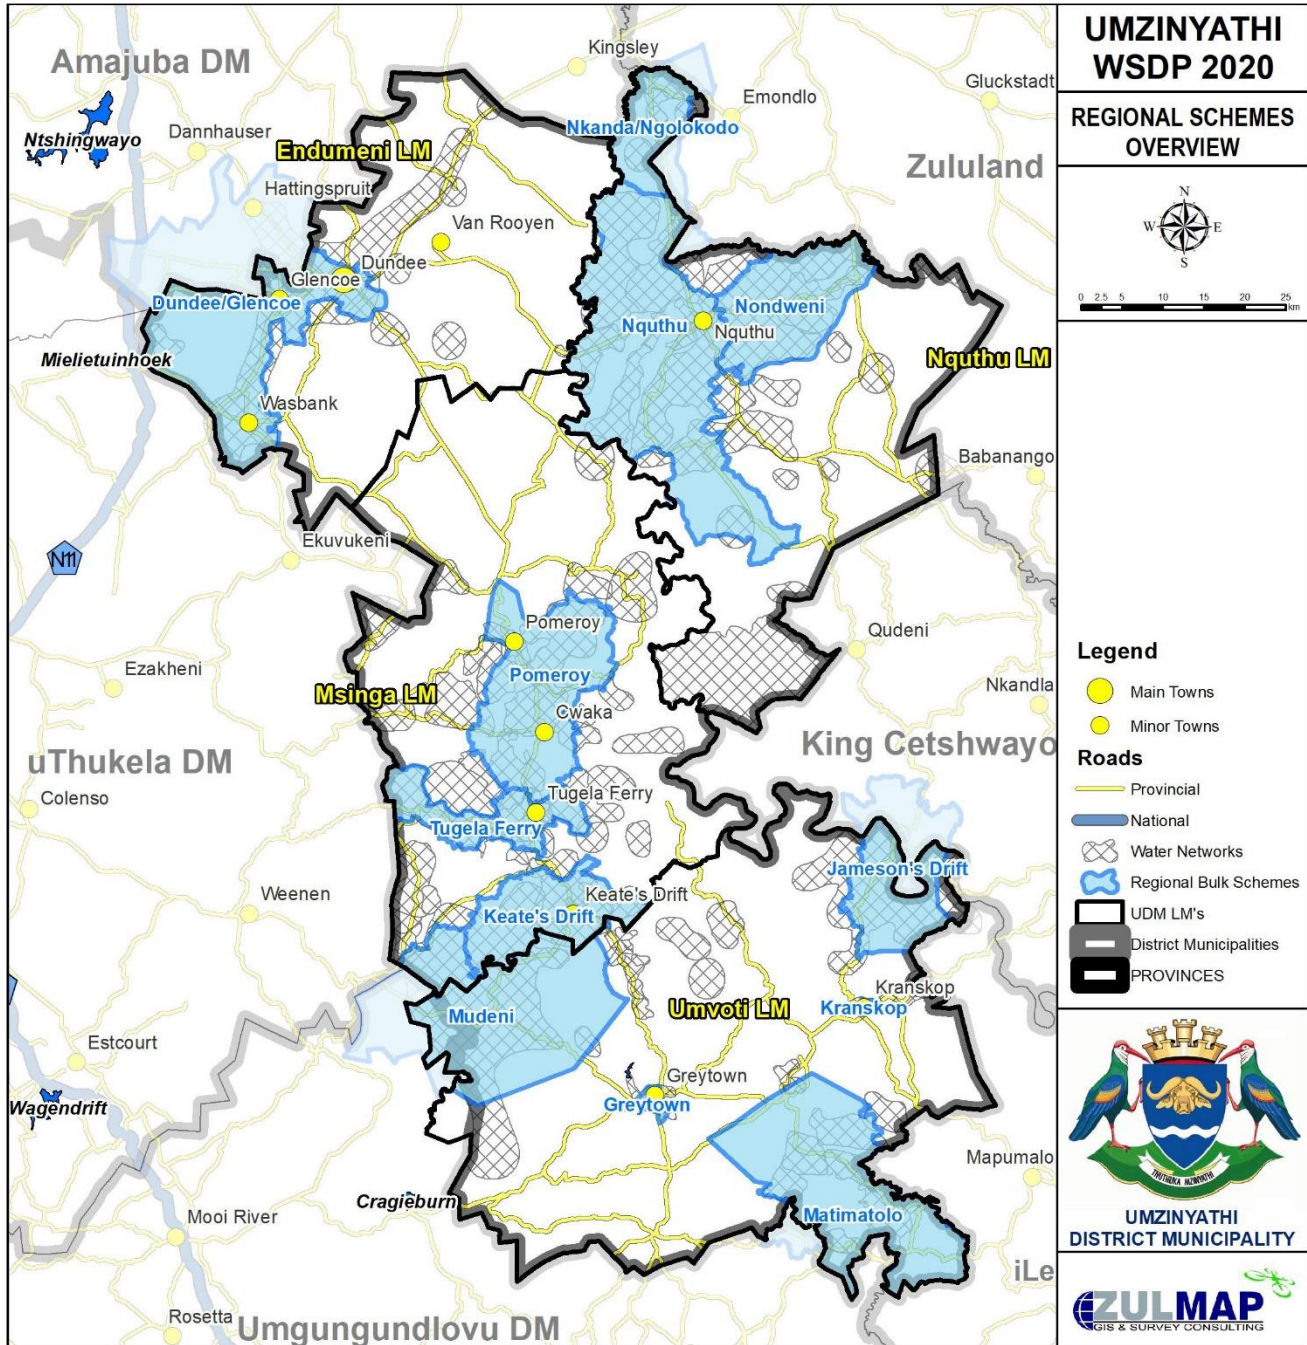 UMZINYATHI
WSDP 2020
REGIONAL SCHEMES
OVERVIEW
N
W E
S
0 2.5 5 10 15 20 25
km
Legend
Main Towns
Minor Towns
Roads
Provincial
National
Water Networks
Regional Bulk Schemes
UDM LM's
District Municipalities
PROVINCES
THUTHUKA MZINYATHI
UMZINYATHI
DISTRICT MUNICIPALITY
ZULMAP
GIS & SURVEY CONSULTING
Kingsley
Amajuba DM
Gluckstadt
Emondlo
Nkanda/Ngolokodo
Dannhauser
Ntshingwayo
Endumeni LM
Zululand
Hattingspruit
Van Rooyen
Dundee
Glencoe
Dundee/Glencoe
Nondweni
Nquthu
Nquthu
Mielietuinhoek
Nquthu LM
Wasbank
Babanango
Ekuvukeni
N11
Pomeroy
Qudeni
Ezakheni
Pomeroy
Msinga LM
Nkandla
Cwaka
King Cetshwayo
uThukela DM
Tugela Ferry
Colenso
Tugela Ferry
Jameson's Drift
Weenen
Keate's Drift
Keate's Drift
Kranskop
Kranskop
Umvoti LM
Mudeni
Estcourt
Greytown
Greytown
Wagendrift
Mapumalo
Cragieburn
Matimatolo
Mooi River
iLe
Rosetta
Umgungundlovu DM